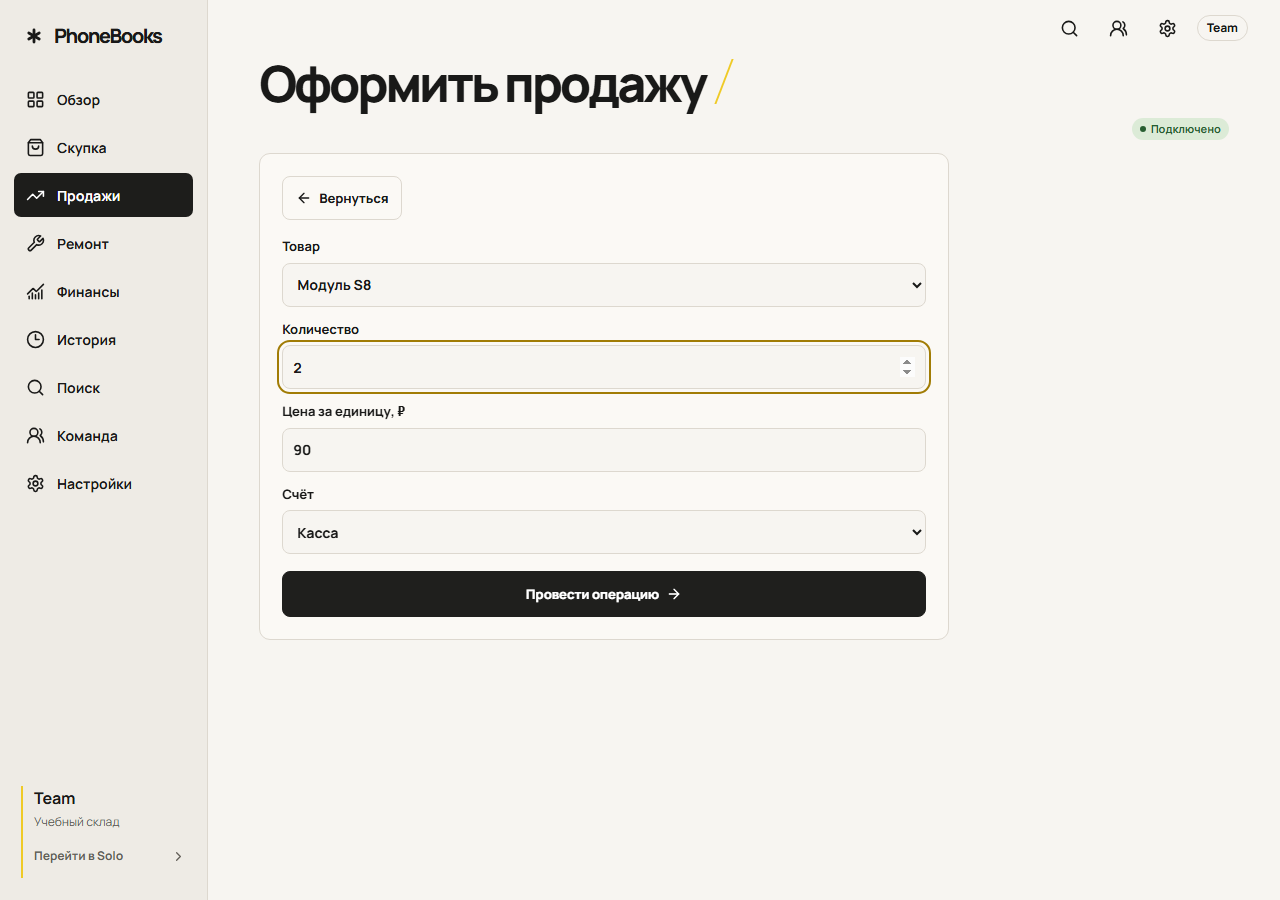 PhoneBooks
Обзор
Скупка
Продажи
Ремонт
Финансы
История
Поиск
Команда
Настройки
Team
Учебный склад
Перейти в Solo
Team
Оформить продажу /
Подключено
Вернуться
Товар
Модуль S8
Количество
2
Цена за единицу, ₽
90
Счёт
Касса
Провести операцию →